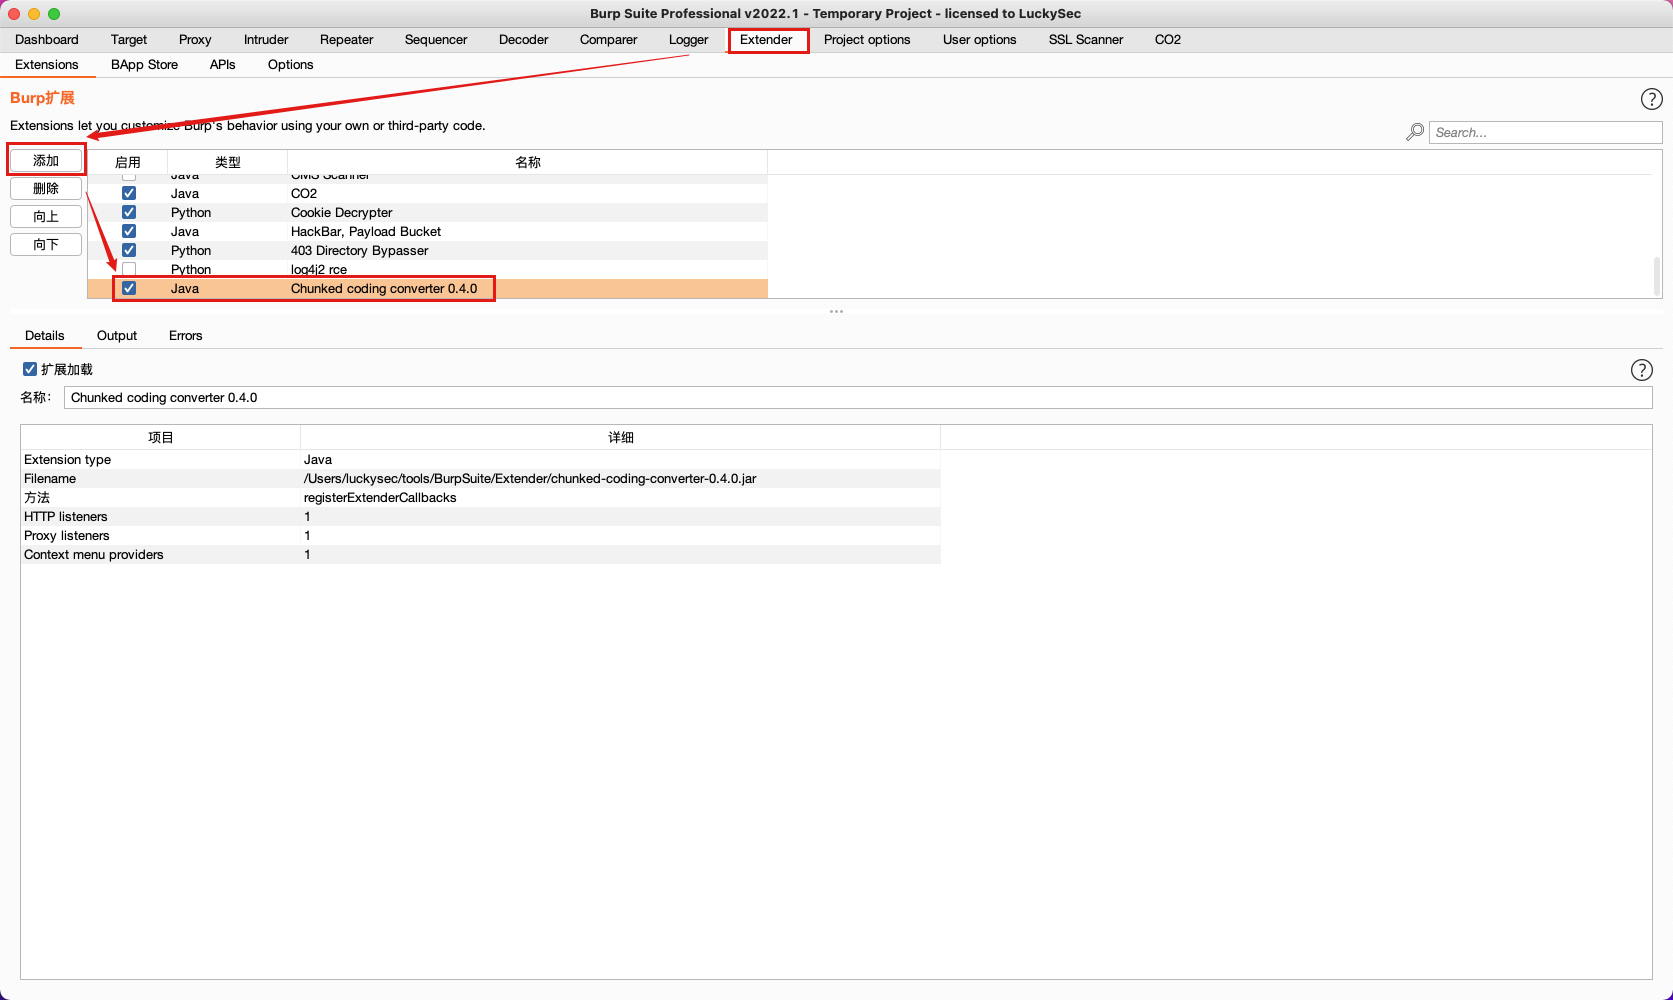 Burp Suite Professional v2022.1 - Temporary Project - licensed to LuckySec
Dashboard Target Proxy Intruder Repeater Sequencer Decoder Comparer Logger Extender Project options User options SSL Scanner CO2
Extensions BApp Store APIs Options
Burp扩展
Extensions let you customize Burp's behavior using your own or third-party code.
Search...
添加 启用 类型 名称
Java CMS Scanner
删除 Java CO2
Python Cookie Decrypter
向上
Java HackBar, Payload Bucket
向下 Python 403 Directory Bypasser
Python log4j2 rce
Java Chunked coding converter 0.4.0
Details Output Errors
扩展加载
名称: Chunked coding converter 0.4.0
项目 详细
Extension type Java
Filename /Users/luckysec/tools/BurpSuite/Extender/chunked-coding-converter-0.4.0.jar
方法 registerExtenderCallbacks
HTTP listeners 1
Proxy listeners 1
Context menu providers 1